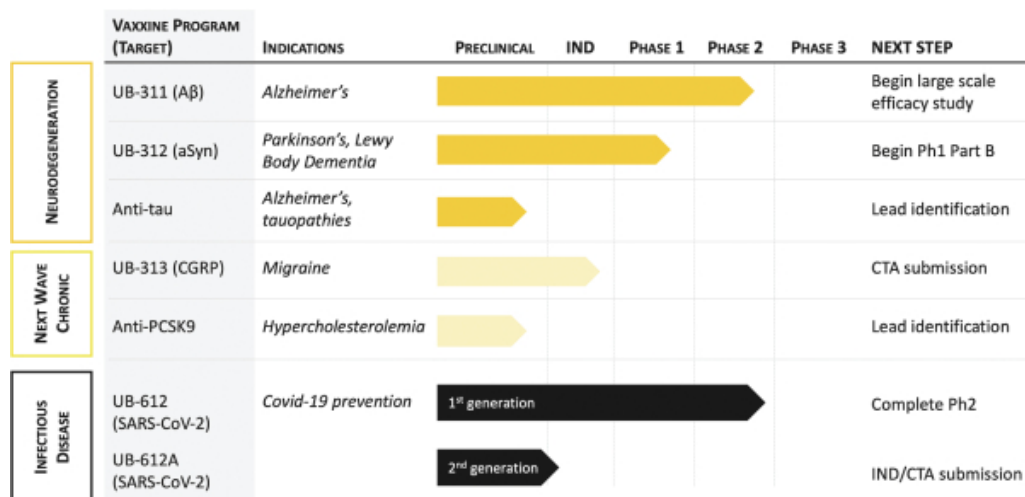 VAXXINE PROGRAM
(TARGET)
INDICATIONS
PRECLINICAL
IND
PHASE 1
PHASE 2
PHASE 3
NEXT STEP
NEURODEGENERATION
UB-311 (Aβ)
Alzheimer's
Begin large scale
efficacy study
UB-312 (aSyn)
Parkinson's, Lewy
Body Dementia
Begin Ph1 Part B
Anti-tau
Alzheimer's,
tauopathies
Lead identification
NEXT WAVE
CHRONIC
UB-313 (CGRP)
Migraine
CTA submission
Anti-PCSK9
Hypercholesterolemia
Lead identification
INFECTIOUS
DISEASE
UB-612
(SARS-CoV-2)
Covid-19 prevention
1st generation
Complete Ph2
UB-612A
(SARS-CoV-2)
2nd generation
IND/CTA submission